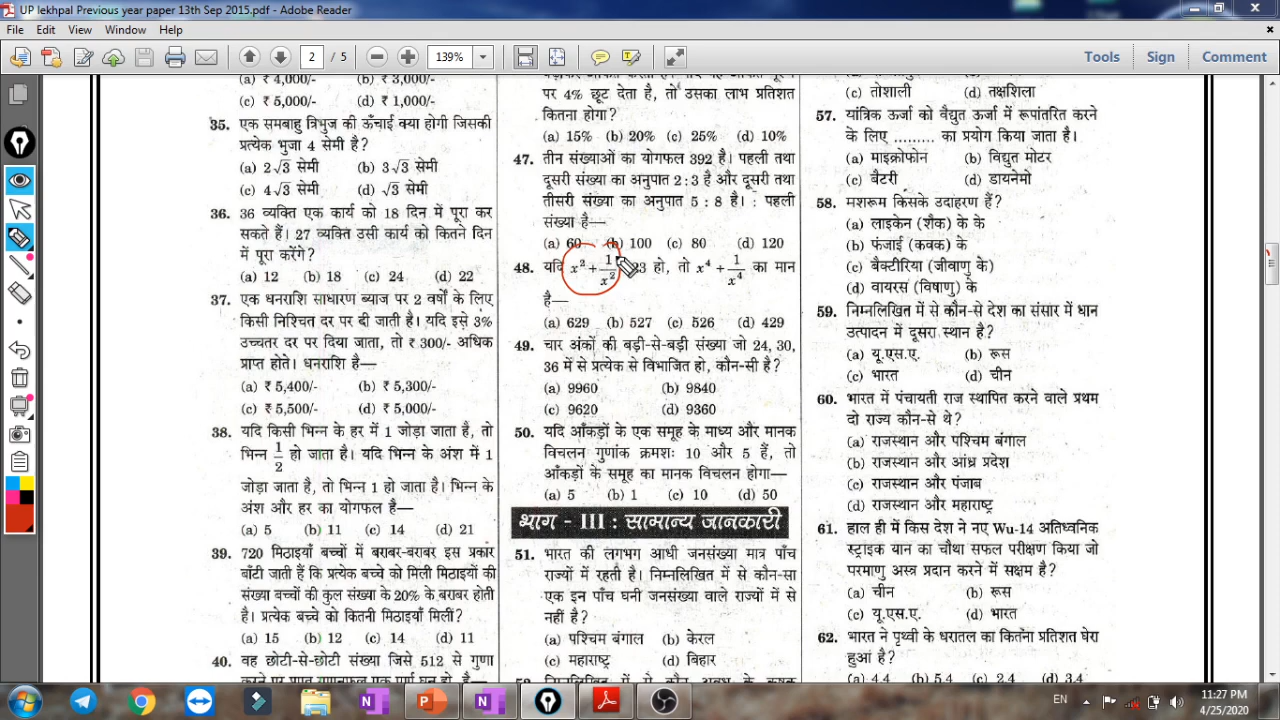 UP lekhpal Previous year paper 13th Sep 2015.pdf - Adobe Reader
File Edit View Window Help
2 / 5 139% Tools Sign Comment
(a) ₹ 4,000/- (b) ₹ 3,000/-
(c) ₹ 5,000/- (d) ₹ 1,000/-
35. एक समबाहु त्रिभुज की ऊँचाई क्या होगी जिसकी
प्रत्येक भुजा 4 सेमी है?
(a) 2√3 सेमी (b) 3√3 सेमी
(c) 4√3 सेमी (d) √3 सेमी
36. 36 व्यक्ति एक कार्य को 18 दिन में पूरा कर
सकते हैं। 27 व्यक्ति उसी कार्य को कितने दिन
में पूरा करेंगे?
(a) 12 (b) 18 (c) 24 (d) 22
37. एक धनराशि साधारण ब्याज पर 2 वर्षों के लिए
किसी निश्चित दर पर दी जाती है। यदि इसे 3%
उच्चतर दर पर दिया जाता, तो ₹ 300/- अधिक
प्राप्त होते। धनराशि है—
(a) ₹ 5,400/- (b) ₹ 5,300/-
(c) ₹ 5,500/- (d) ₹ 5,000/-
38. यदि किसी भिन्न के हर में 1 जोड़ा जाता है, तो
भिन्न 1/2 हो जाता है। यदि भिन्न के अंश में 1
जोड़ा जाता है, तो भिन्न 1 हो जाता है। भिन्न के
अंश और हर का योगफल है—
(a) 5 (b) 11 (c) 14 (d) 21
39. 720 मिठाइयाँ बच्चों में बराबर-बराबर इस प्रकार
बाँटी जाती हैं कि प्रत्येक बच्चे को मिली मिठाइयों की
संख्या बच्चों की कुल संख्या के 20% के बराबर होती
है। प्रत्येक बच्चे को कितनी मिठाइयाँ मिलीं?
(a) 15 (b) 12 (c) 14 (d) 11
40. वह छोटी-से-छोटी संख्या जिसे 512 से गुणा
पर 4% छूट देता है, तो उसका लाभ प्रतिशत
कितना होगा?
(a) 15% (b) 20% (c) 25% (d) 10%
47. तीन संख्याओं का योगफल 392 है। पहली तथा
दूसरी संख्या का अनुपात 2 : 3 है और दूसरी तथा
तीसरी संख्या का अनुपात 5 : 8 है। : पहली
संख्या है—
(a) 60 (b) 100 (c) 80 (d) 120
48. यदि x² + 1/x² 23 हो, तो x⁴ + 1/x⁴ का मान
है—
(a) 629 (b) 527 (c) 526 (d) 429
49. चार अंकों की बड़ी-से-बड़ी संख्या जो 24, 30,
36 में से प्रत्येक से विभाजित हो, कौन-सी है?
(a) 9960 (b) 9840
(c) 9620 (d) 9360
50. यदि आँकड़ों के एक समूह के माध्य और मानक
विचलन गुणांक क्रमशः 10 और 5 हैं, तो
आँकड़ों के समूह का मानक विचलन होगा—
(a) 5 (b) 1 (c) 10 (d) 50
भाग - III : सामान्य जानकारी
51. भारत की लगभग आधी जनसंख्या मात्र पाँच
राज्यों में रहती है। निम्नलिखित में से कौन-सा
एक इन पाँच घनी जनसंख्या वाले राज्यों में से
नहीं है?
(a) पश्चिम बंगाल (b) केरल
(c) महाराष्ट्र (d) बिहार
(c) तोशाली (d) तक्षशिला
57. यांत्रिक ऊर्जा को वैद्युत ऊर्जा में रूपांतरित करने
के लिए ......... का प्रयोग किया जाता है।
(a) माइक्रोफोन (b) विद्युत मोटर
(c) बैटरी (d) डायनेमो
58. मशरूम किसके उदाहरण हैं?
(a) लाइकेन (शैक) के के
(b) फंजाई (कवक) के
(c) बैक्टीरिया (जीवाणु के)
(d) वायरस (विषाणु) के
59. निम्नलिखित में से कौन-से देश का संसार में धान
उत्पादन में दूसरा स्थान है?
(a) यू.एस.ए. (b) रूस
(c) भारत (d) चीन
60. भारत में पंचायती राज स्थापित करने वाले प्रथम
दो राज्य कौन-से थे?
(a) राजस्थान और पश्चिम बंगाल
(b) राजस्थान और आंध्र प्रदेश
(c) राजस्थान और पंजाब
(d) राजस्थान और महाराष्ट्र
61. हाल ही में किस देश ने नए Wu-14 अतिध्वनिक
स्ट्राइक यान का चौथा सफल परीक्षण किया जो
परमाणु अस्त्र प्रदान करने में सक्षम है?
(a) चीन (b) रूस
(c) यू.एस.ए. (d) भारत
62. भारत ने पृथ्वी के धरातल का कितना प्रतिशत घेरा
हुआ है?
(a) 4.4 (b) 5.4 (c) 2.4 (d) 3.4
EN 11:27 PM
4/25/2020